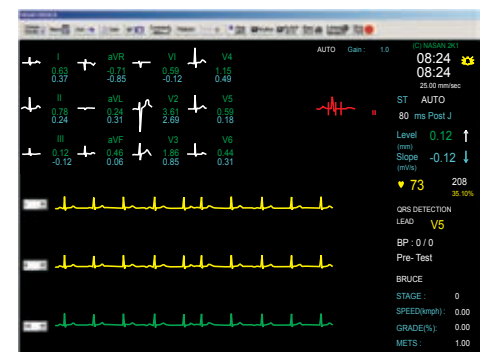 AUTO Gain : 1.0
(C) NASAN 2K1
08:24
08:24
25.00 mm/sec
I aVR VI V4
0.63 -0.71 0.59 1.15
0.37 -0.85 -0.12 0.49
II aVL V2 V5
0.78 0.24 3.61 0.59
0.24 0.31 2.69 0.18
III aVF V3 V6
0.12 0.46 1.86 0.44
-0.12 0.06 0.85 0.31
II
ST AUTO
80 ms Post J
Level 0.12
(mm)
Slope -0.12
(mV/s)
73 208
35.10%
QRS DETECTION
LEAD V5
BP : 0 / 0
Pre- Test
BRUCE
STAGE : 0
SPEED(kmph) : 0.00
GRADE(%): 0.00
METS : 1.00